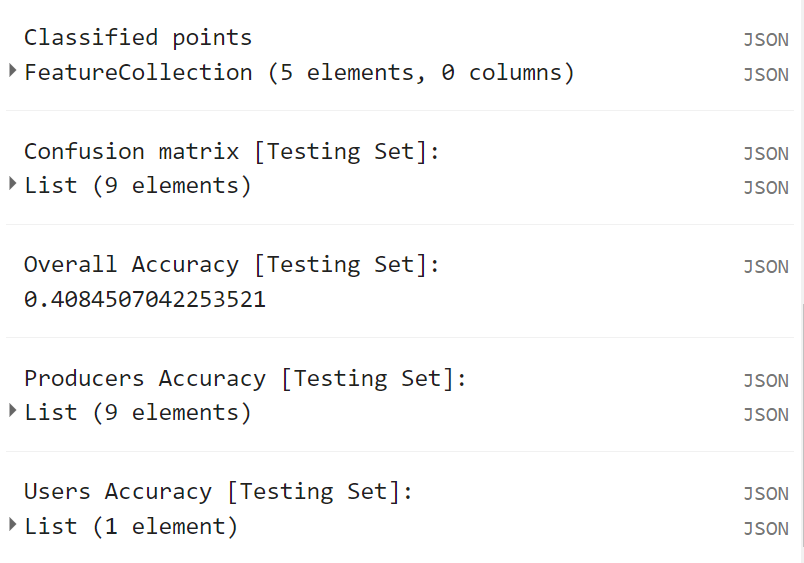 Classified points JSON
FeatureCollection (5 elements, 0 columns) JSON
Confusion matrix [Testing Set]: JSON
List (9 elements) JSON
Overall Accuracy [Testing Set]: JSON
0.4084507042253521
Producers Accuracy [Testing Set]: JSON
List (9 elements) JSON
Users Accuracy [Testing Set]: JSON
List (1 element) JSON